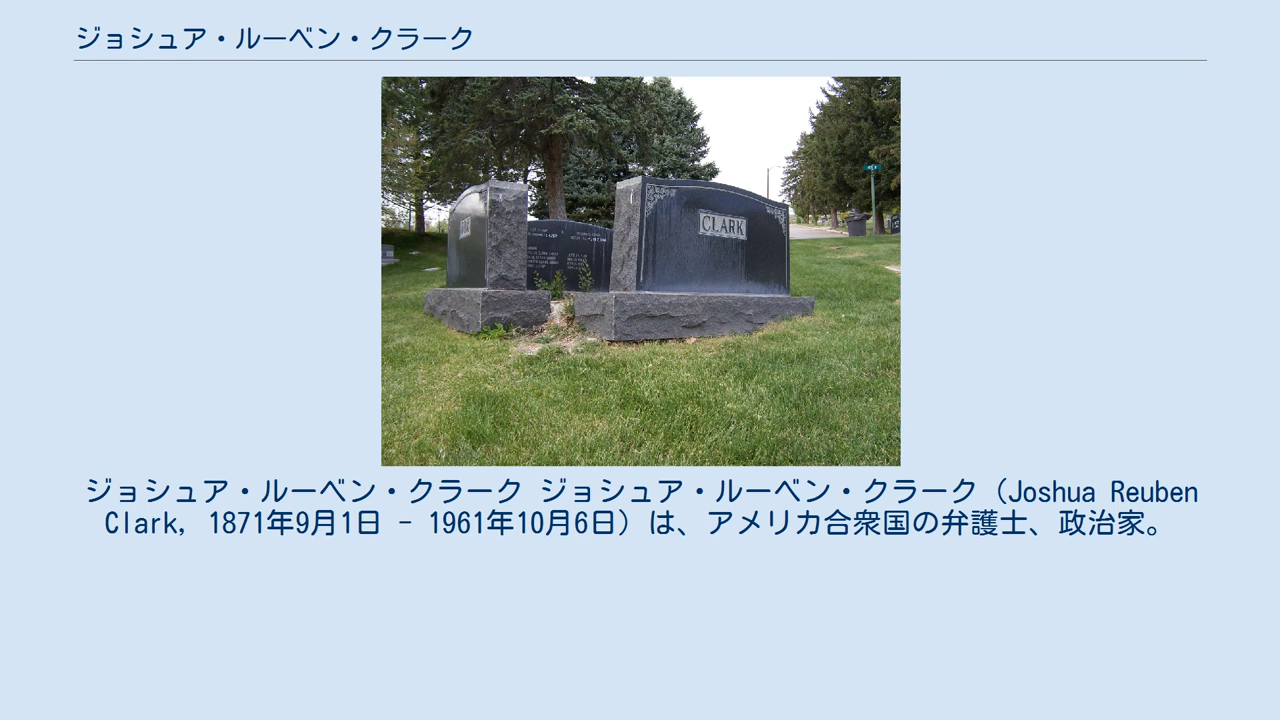 ジョシュア・ルーベン・クラーク
CLARK
ジョシュア・ルーベン・クラーク ジョシュア・ルーベン・クラーク（Joshua Reuben
Clark, 1871年9月1日 - 1961年10月6日）は、アメリカ合衆国の弁護士、政治家。